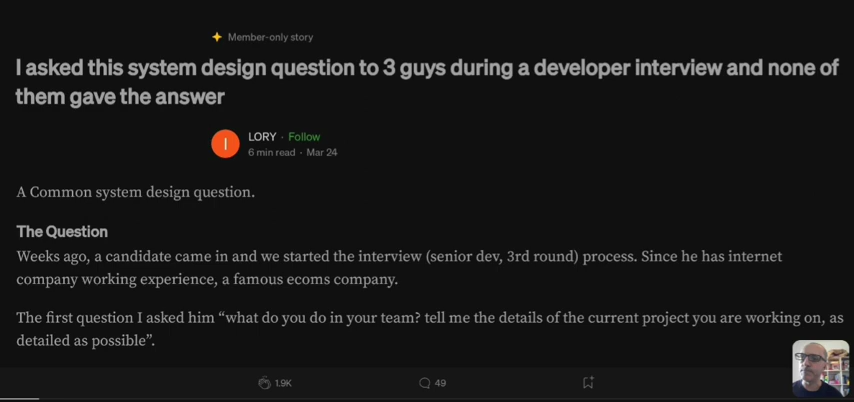 Member-only story
I asked this system design question to 3 guys during a developer interview and none of
them gave the answer
I
LORY · Follow
6 min read · Mar 24
A Common system design question.
The Question
Weeks ago, a candidate came in and we started the interview (senior dev, 3rd round) process. Since he has internet
company working experience, a famous ecoms company.
The first question I asked him “what do you do in your team? tell me the details of the current project you are working on, as
detailed as possible”.
1.9K
49